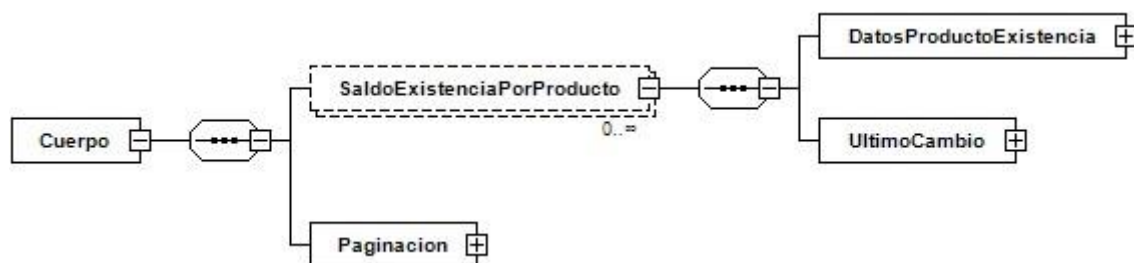 DatosProductoExistencia
SaldoExistenciaPorProducto
0..∞
Cuerpo
UltimoCambio
Paginacion